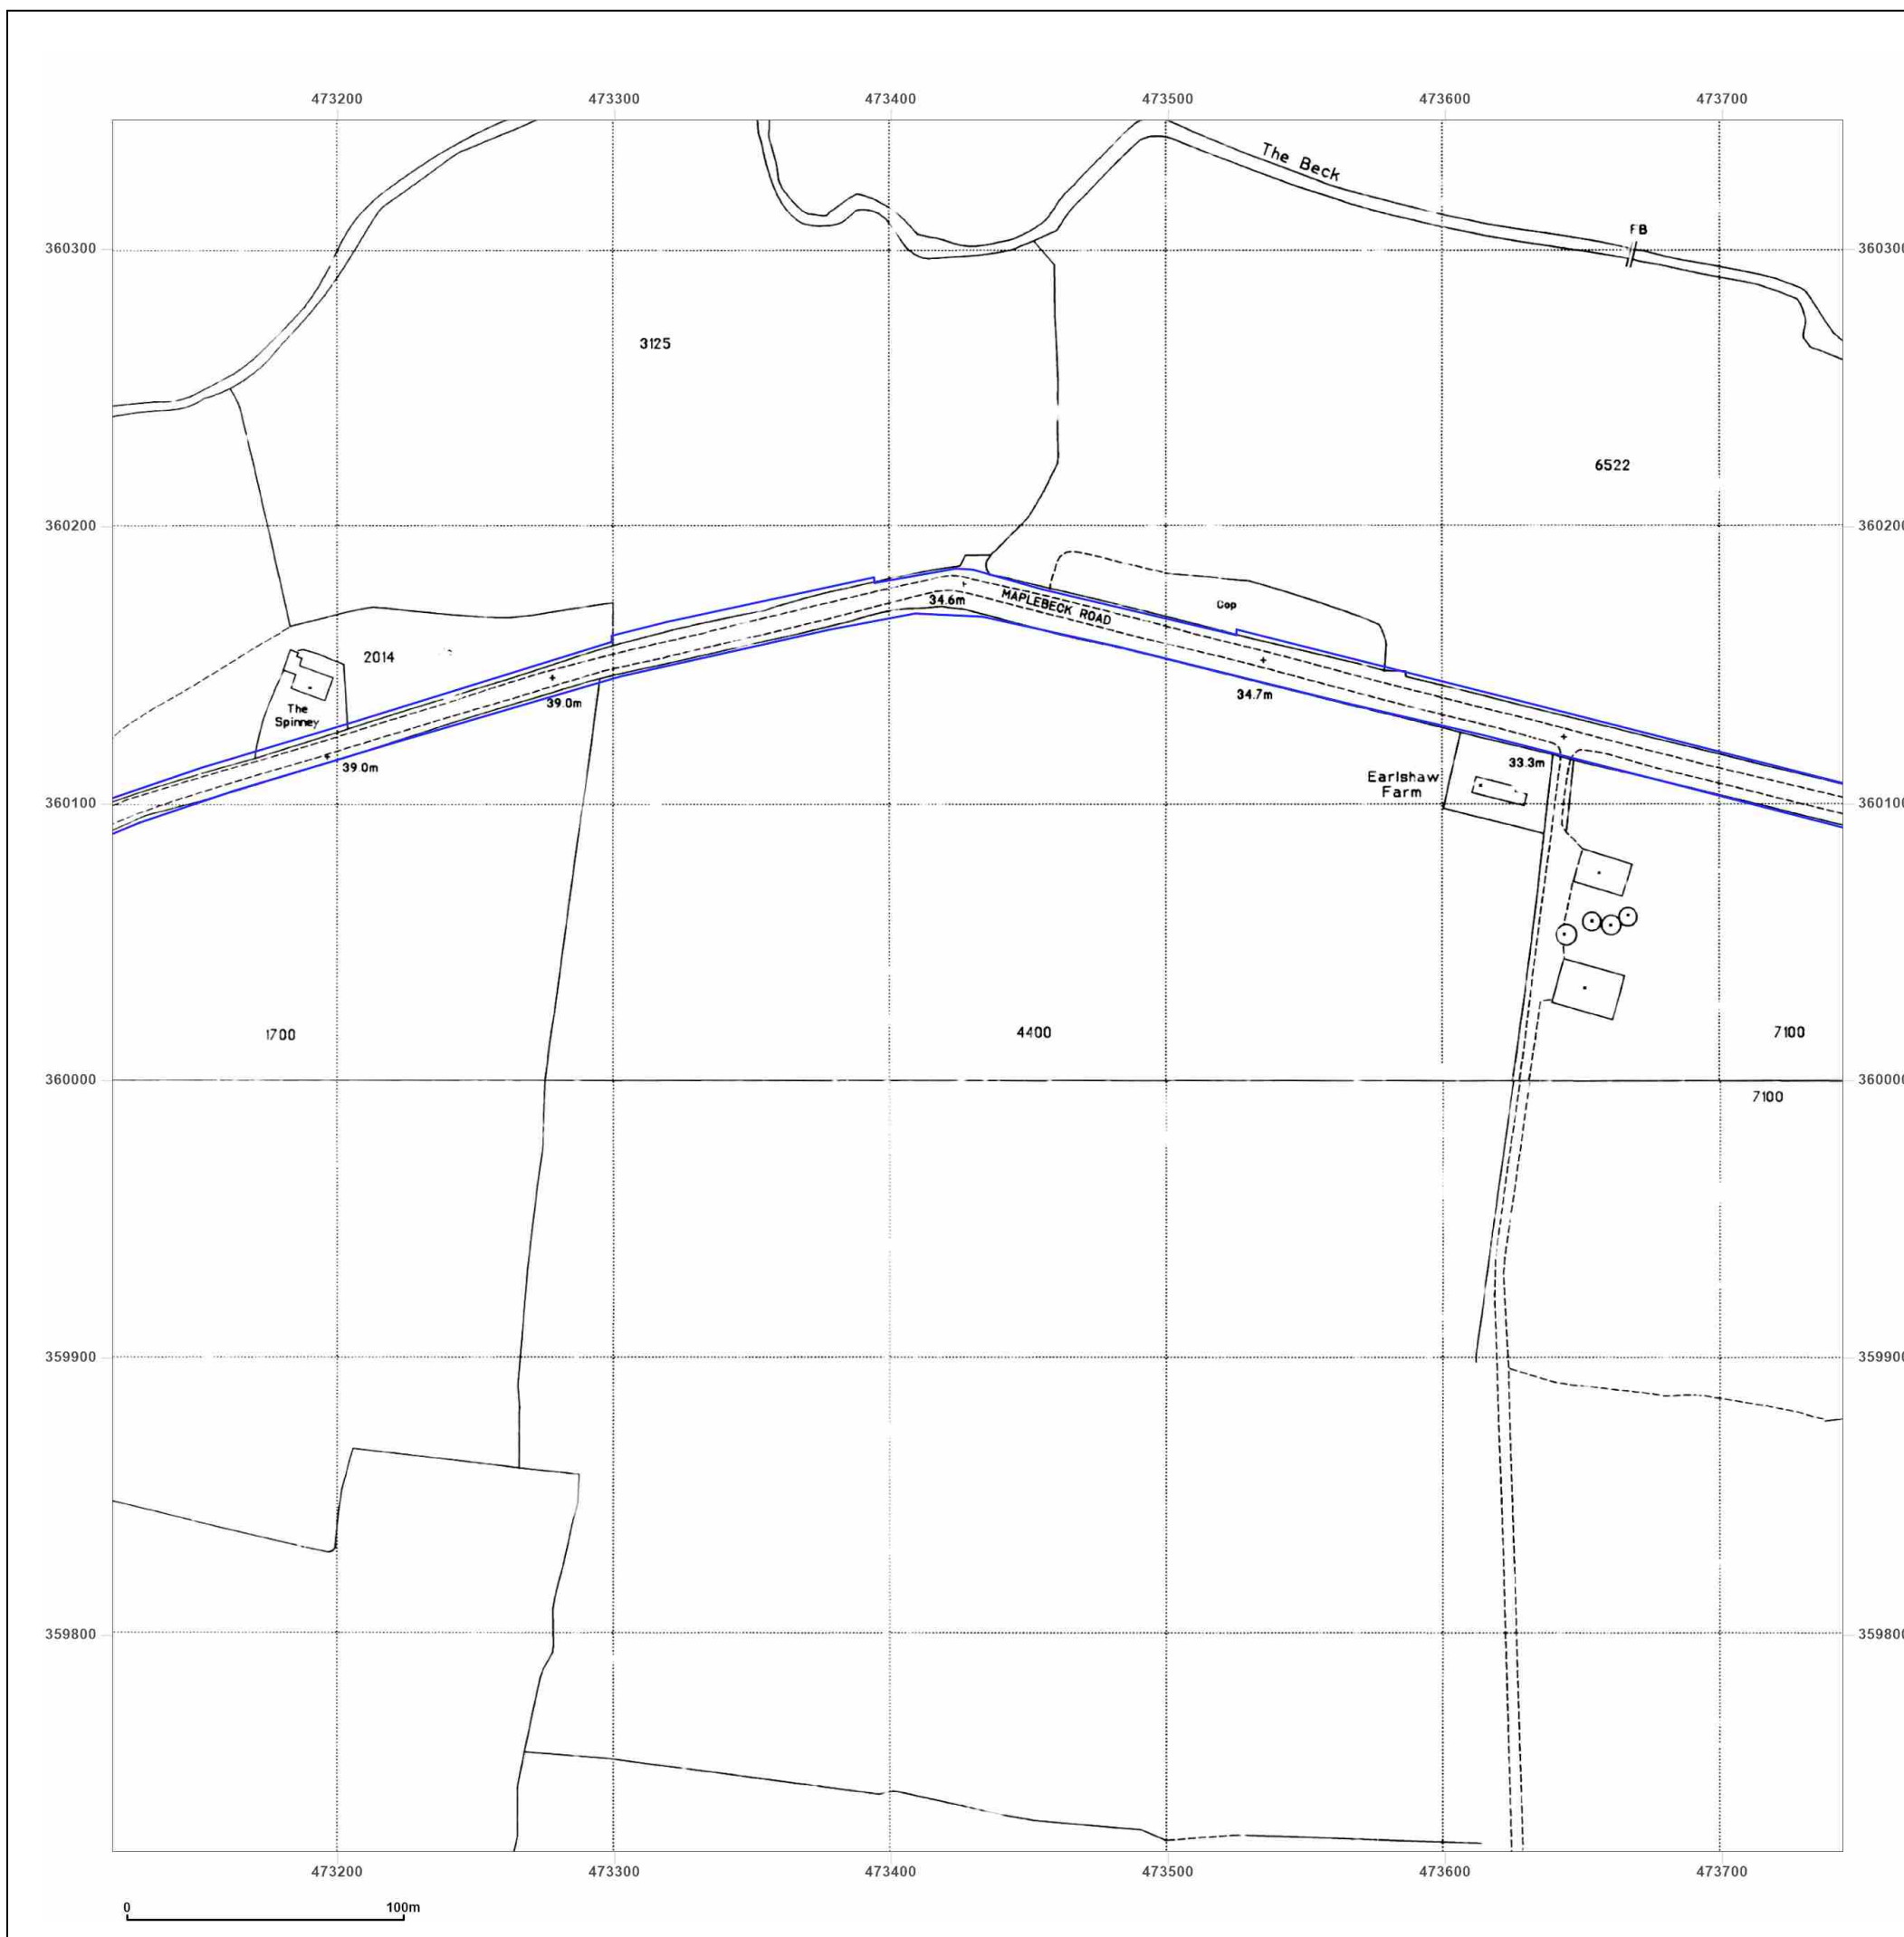 473200 473300 473400 473500 473600 473700
The Beck
FB
360300 360300
3125
6522
360200 360200
MAPLEBECK ROAD
34.6m
Cop
2014
34.7m
39.0m
The
Spinney
39.0m
33.3m
Earlshaw
Farm
360100 360100
1700
4400
7100
360000 360000
7100
359900 359900
359800 359800
473200 473300 473400 473500 473600 473700
0 100m